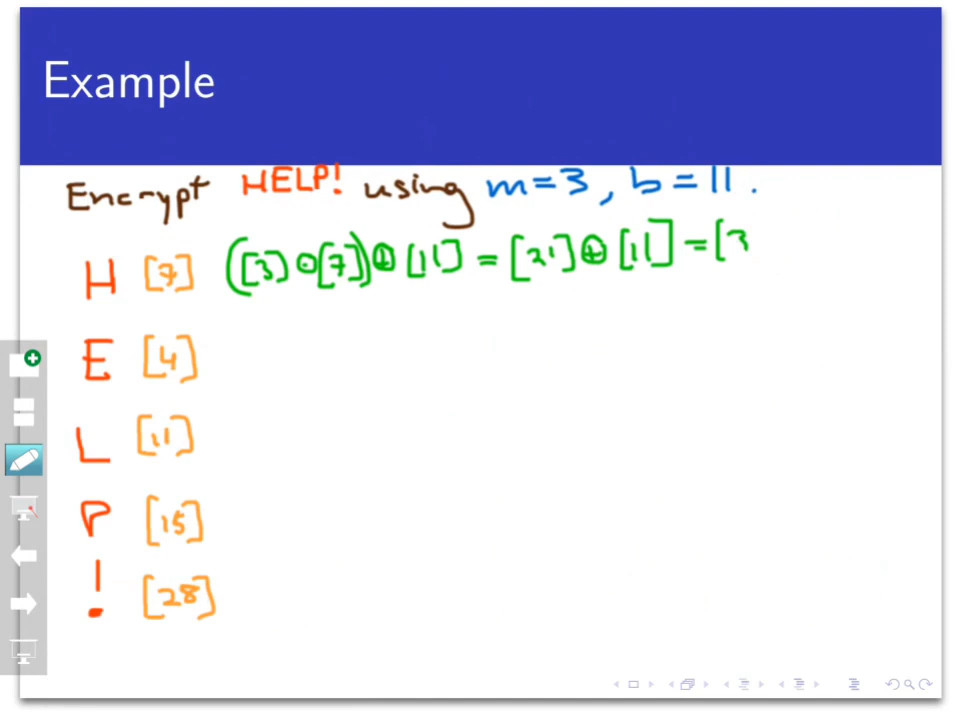 Example
Encrypt HELP! using m=3, b=11.
H [7] ([3]⊙[7])⊕[11] = [21]⊕[11] = [3
E [4]
L [11]
P [15]
! [28]